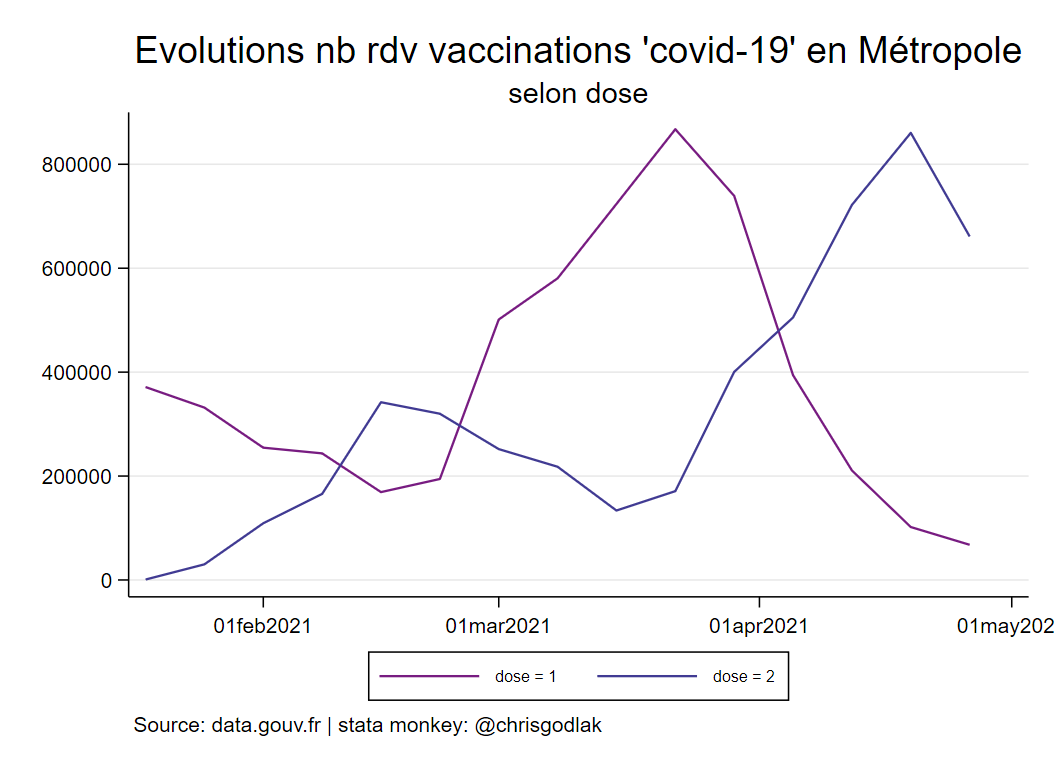 Evolutions nb rdv vaccinations 'covid-19' en Métropole
selon dose
800000
600000
400000
200000
0
01feb2021
01mar2021
01apr2021
01may202
dose = 1
dose = 2
Source: data.gouv.fr | stata monkey: @chrisgodlak